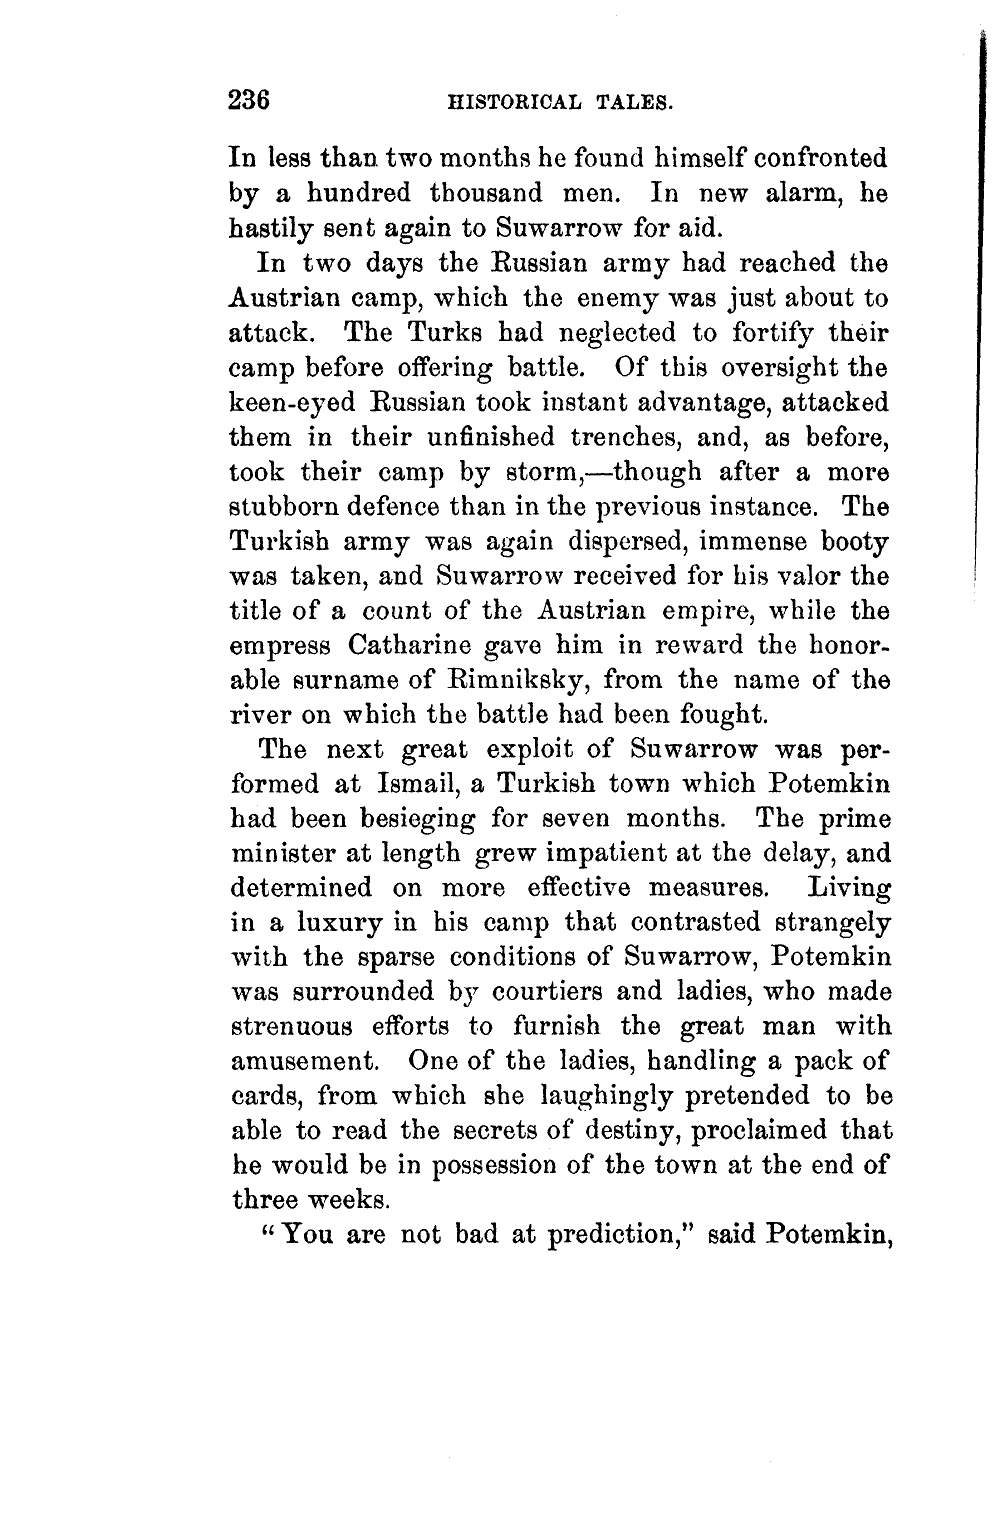 236 HISTORICAL TALES.
In less than two months he found himself confronted
by a hundred thousand men. In new alarm, he
hastily sent again to Suwarrow for aid.
In two days the Russian army had reached the
Austrian camp, which the enemy was just about to
attack. The Turks had neglected to fortify their
camp before offering battle. Of this oversight the
keen-eyed Russian took instant advantage, attacked
them in their unfinished trenches, and, as before,
took their camp by storm,—though after a more
stubborn defence than in the previous instance. The
Turkish army was again dispersed, immense booty
was taken, and Suwarrow received for his valor the
title of a count of the Austrian empire, while the
empress Catharine gave him in reward the honor-
able surname of Rimniksky, from the name of the
river on which the battle had been fought.
The next great exploit of Suwarrow was per-
formed at Ismail, a Turkish town which Potemkin
had been besieging for seven months. The prime
minister at length grew impatient at the delay, and
determined on more effective measures. Living
in a luxury in his camp that contrasted strangely
with the sparse conditions of Suwarrow, Potemkin
was surrounded by courtiers and ladies, who made
strenuous efforts to furnish the great man with
amusement. One of the ladies, handling a pack of
cards, from which she laughingly pretended to be
able to read the secrets of destiny, proclaimed that
he would be in possession of the town at the end of
three weeks.
“You are not bad at prediction,” said Potemkin,